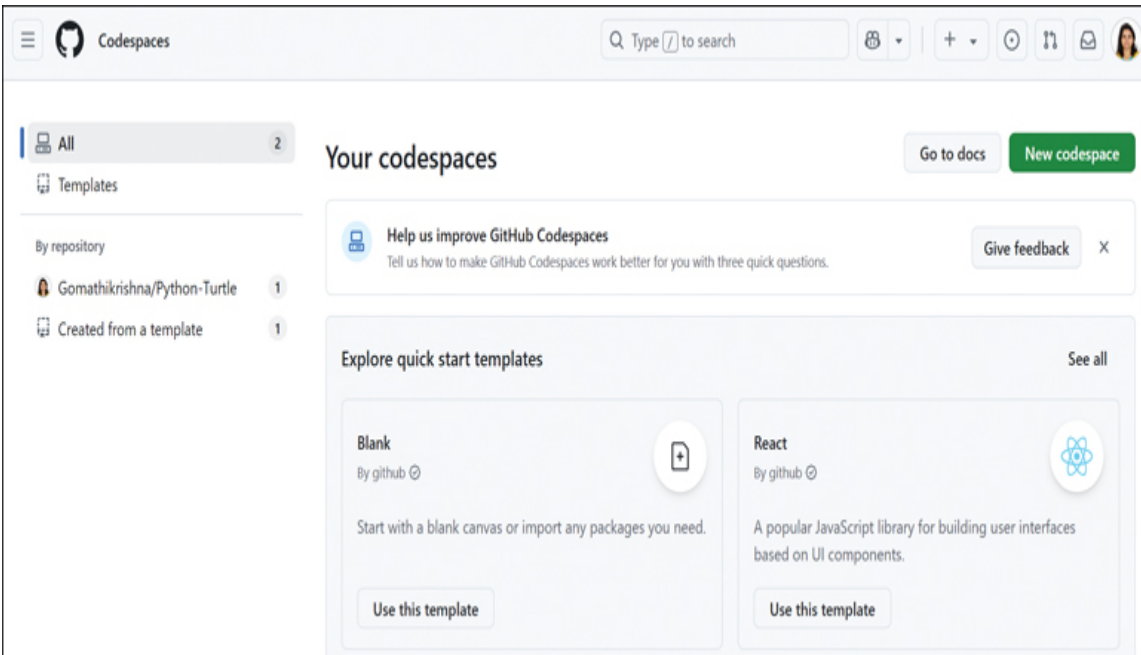 Codespaces
Type / to search
All 2
Templates
By repository
Gomathikrishna/Python-Turtle 1
Created from a template 1
Your codespaces
Go to docs
New codespace
Help us improve GitHub Codespaces
Tell us how to make GitHub Codespaces work better for you with three quick questions.
Give feedback
Explore quick start templates
See all
Blank
By github
Start with a blank canvas or import any packages you need.
Use this template
React
By github
A popular JavaScript library for building user interfaces
based on UI components.
Use this template